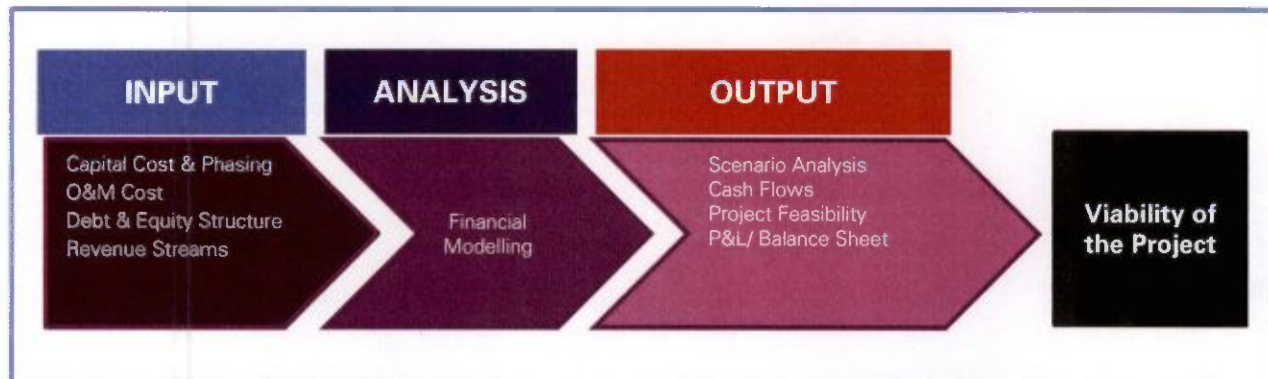 INPUT
Capital Cost & Phasing
O&M Cost
Debt & Equity Structure
Revenue Streams
ANALYSIS
Financial
Modelling
OUTPUT
Scenario Analysis
Cash Flows
Project Feasibility
P&L/ Balance Sheet
Viability of
the Project